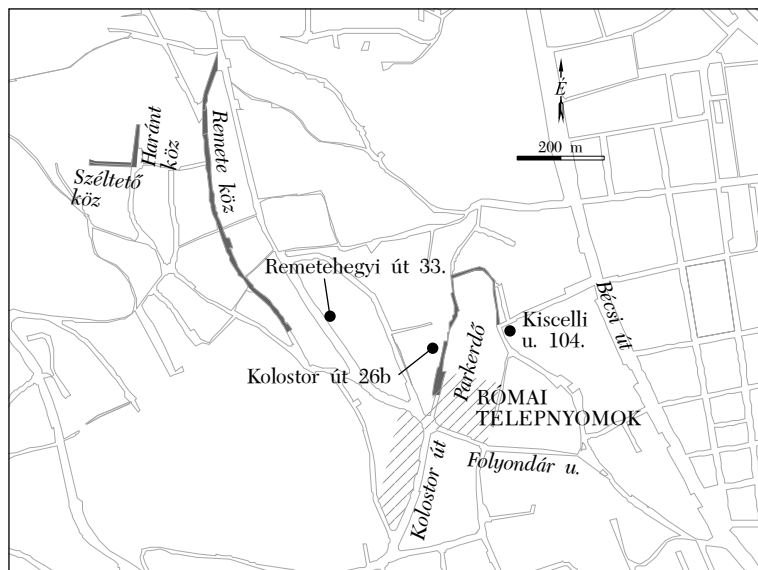 É
200 m
Haránt
köz
Széltető
köz
Remete köz
Remetehegyi út 33.
Bécsi út
Kiscelli
u. 104.
Parkerdő
Kolostor út 26b
RÓMAI
TELEPNYOMOK
Folyondár u.
Kolostor út